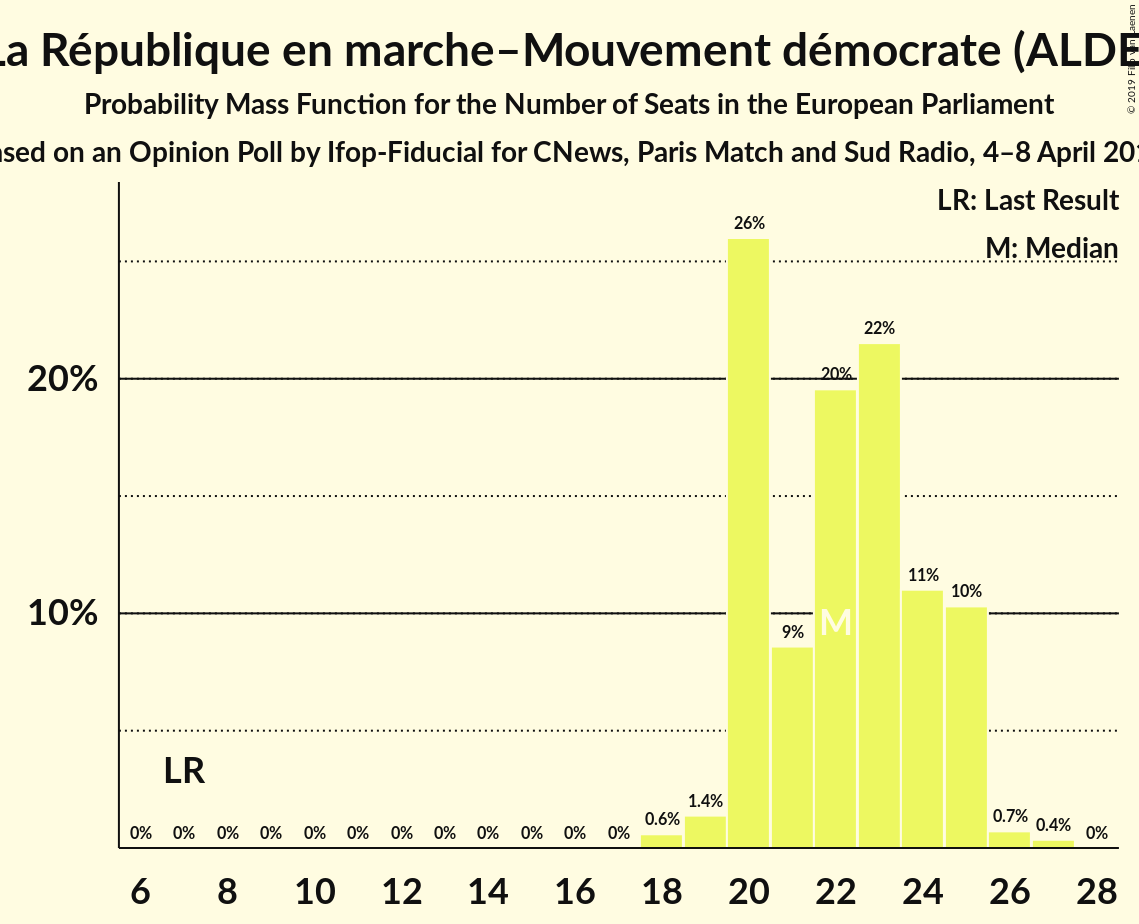 La République en marche–Mouvement démocrate (ALDE
Probability Mass Function for the Number of Seats in the European Parliament
on an Opinion Poll by Ifop-Fiducial for CNews, Paris Match and Sud Radio, 4–8 April
© 2019
LR: Last Result
M: Median
26%
22%
20%
20%
11%
10%
9%
10%
M
LR
0% 0% 0% 0% 0% 0% 0% 0% 0% 0% 0% 0% 0.6% 1.4% 0.7% 0.4% 0%
6 8 10 12 14 16 18 20 22 24 26 28